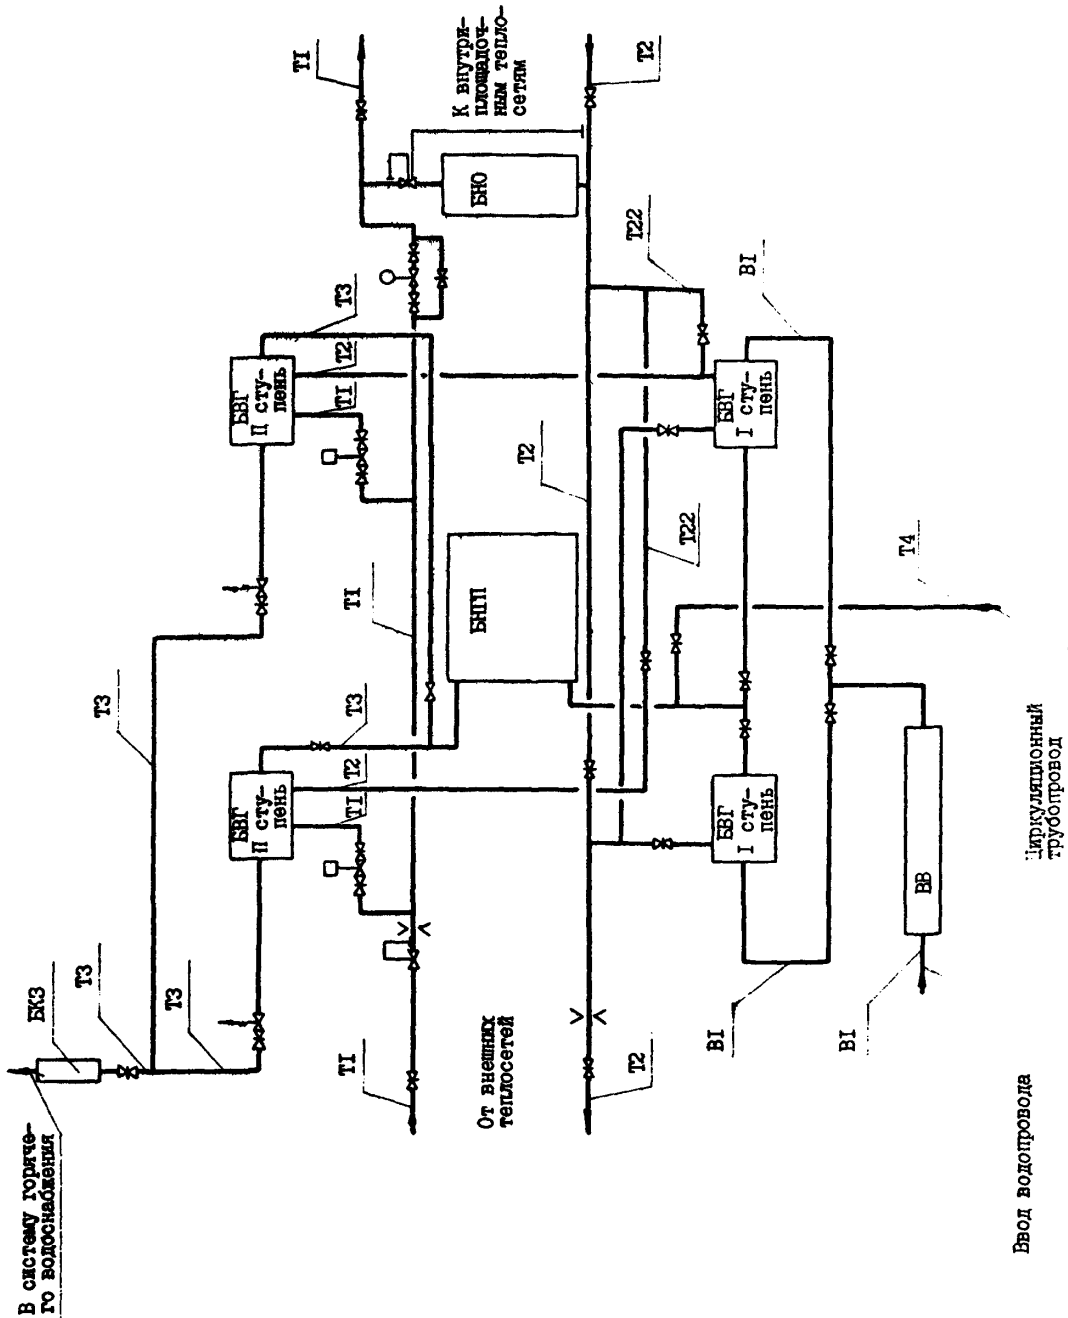 В систему горяче-
го водоснабжения
БКЗ
Т3
Т3
Т3
БВГ
II сту-
пень
БВГ
II сту-
пень
Т1
Т2
Т3
Т1
Т2
Т3
Т1
Т1
Т1
От внешних
теплосетей
К внутри-
площадоч-
ным тепло-
сетям
БНГП
БНО
Т2
Т2
Т2
Т22
Т22
БВГ
I сту-
пень
БВГ
I сту-
пень
В1
В1
В1
ВВ
Т4
Ввод водопровода
Циркуляционный
трубопровод